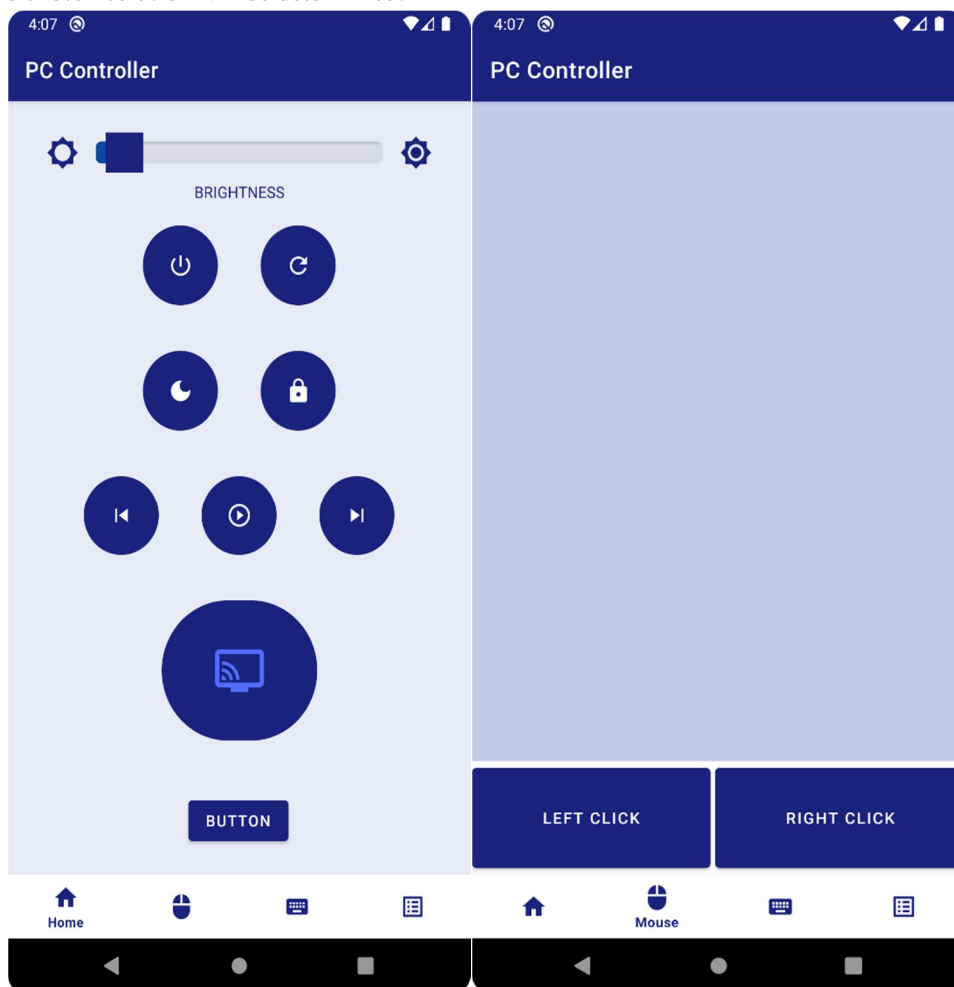 4:07
PC Controller
BRIGHTNESS
BUTTON
Home
4:07
PC Controller
LEFT CLICK
RIGHT CLICK
Mouse